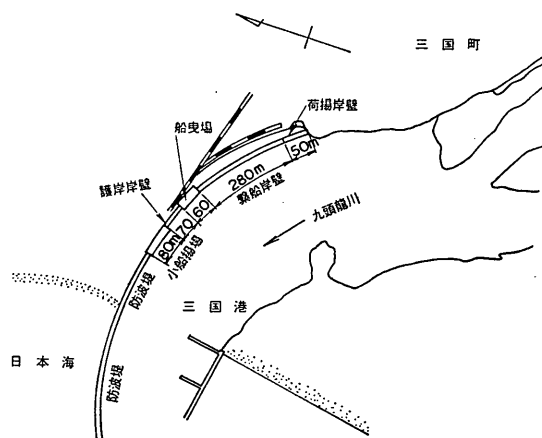 三国町
荷揚岸壁
船曳場
50m
280m
護岸岸壁
繋船岸壁
60
70
80m
小船揚場
九頭龍川
防波堤
三国港
日本海
防波堤